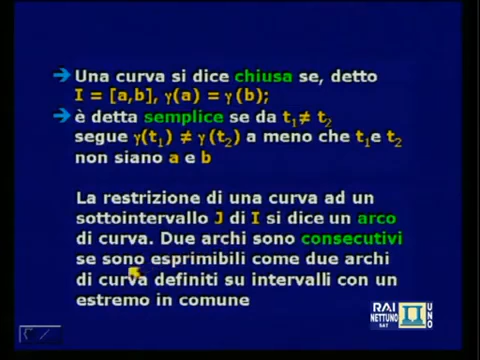 Una curva si dice chiusa se, detto
I = [a,b], γ(a) = γ(b);
è detta semplice se da t₁≠ t₂
segue γ(t₁) ≠ γ(t₂) a meno che t₁e t₂
non siano a e b
La restrizione di una curva ad un
sottointervallo J di I si dice un arco
di curva. Due archi sono consecutivi
se sono esprimibili come due archi
di curva definiti su intervalli con un
estremo in comune
RAI
NETTUNO
SAT
UNO